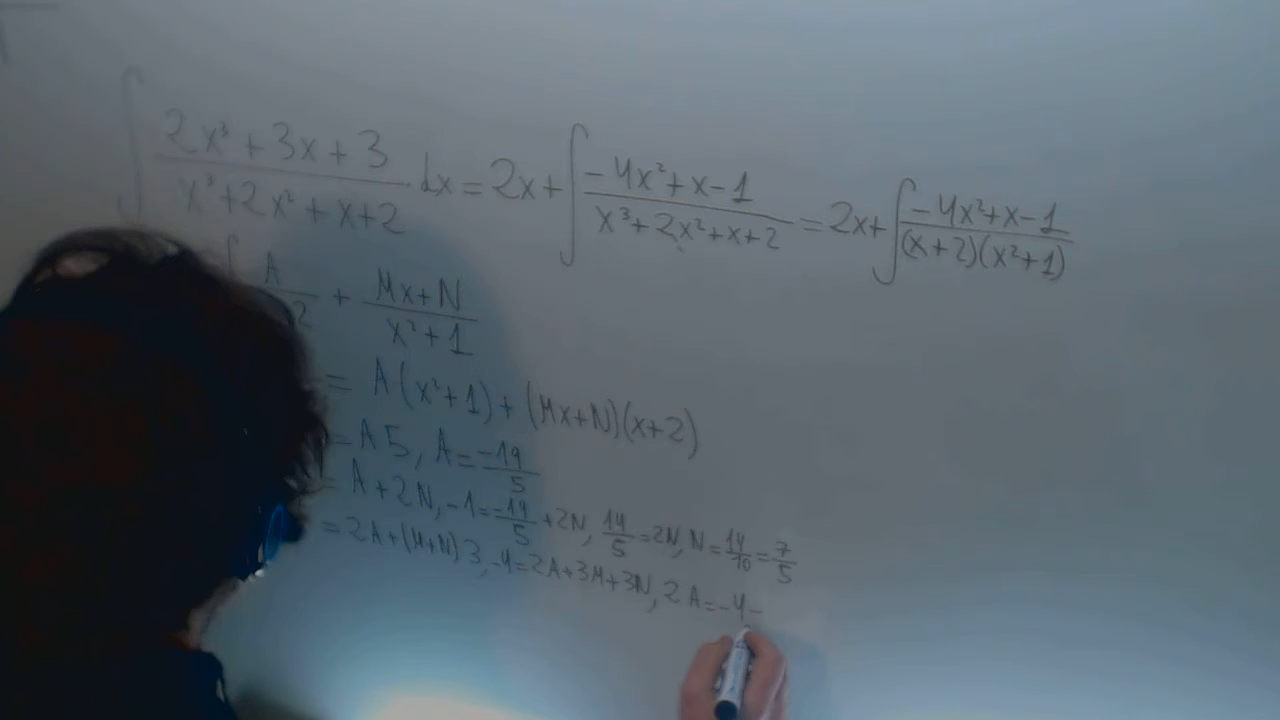 ∫ (2x³+3x+3)/(x³+2x²+x+2) dx = 2x+∫ (-4x²+x-1)/(x³+2x²+x+2) = 2x+∫ (-4x²+x-1)/((x+2)(x²+1))
∫ A/ 2 + (Mx+N)/(x²+1)
= A(x²+1)+(Mx+N)(x+2)
=A5, A=-19/5
= A+2N, -1=-19/5+2N, 14/5=2N, N=14/10=7/5
= 2A+(M+N)3, -4=2A+3M+3N, 2A=-4-